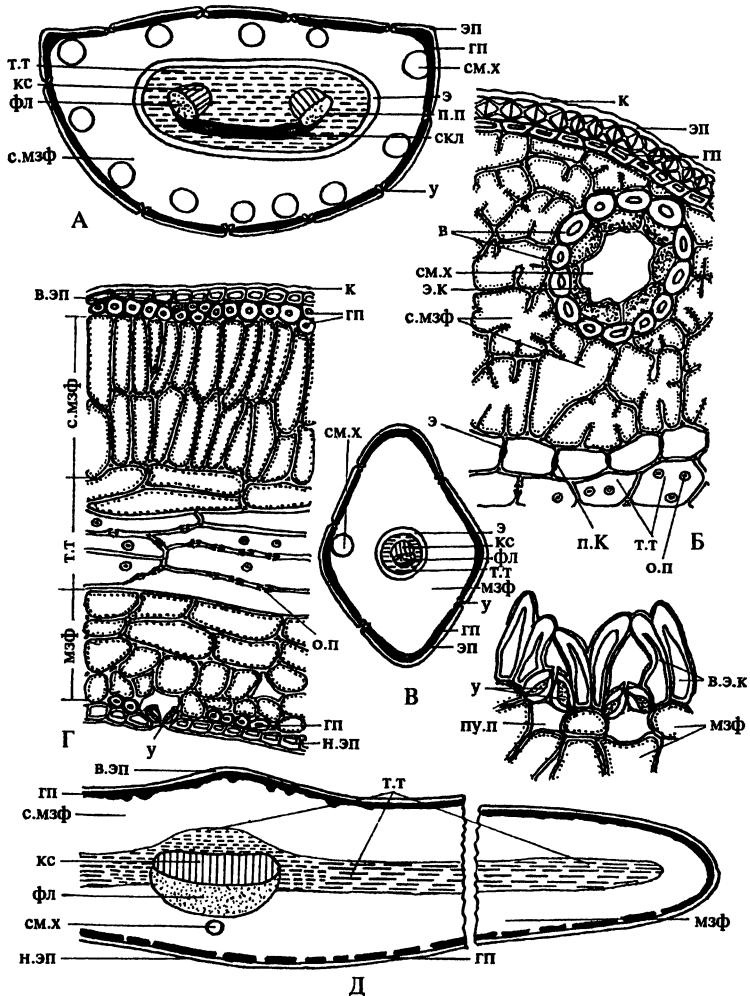 эп
гп
см.х
т.т
кс
фл
э
п.п
скл
с.мзф
у
А
к
эп
гп
в
см.х
э.к
с.мзф
э
п.К
т.т
о.п
Б
в.эп
к
гп
с.мзф
т.т
мзф
о.п
гп
н.эп
у
Г
см.х
э
кс
фл
т.т
мзф
у
гп
эп
В
у
пу.п
в.э.к
мзф
в.эп
гп
с.мзф
т.т
кс
фл
см.х
н.эп
гп
мзф
Д